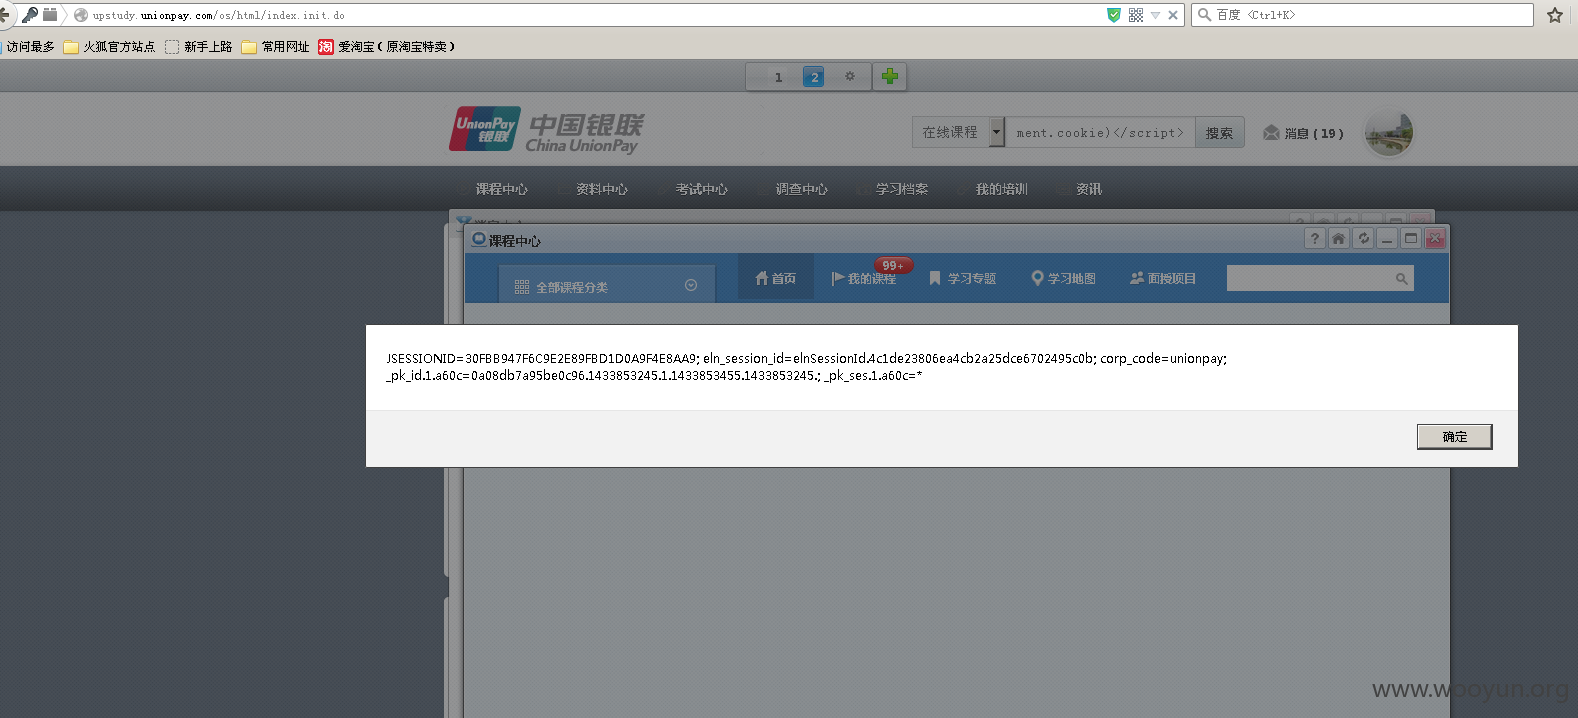 upstudy.unionpay.com/os/html/index.init.do
百度 <Ctrl+K>
访问最多 火狐官方站点 新手上路 常用网址 淘 爱淘宝（原淘宝特卖）
1 2
UnionPay 银联 中国银联 China UnionPay
在线课程 ment.cookie)</script> 搜索 消息 ( 19 )
课程中心 资料中心 考试中心 调查中心 学习档案 我的培训 资讯
课程中心
全部课程分类 首页 我的课程 99+ 学习专题 学习地图 面授项目
JSESSIONID=30FBB947F6C9E2E89FBD1D0A9F4E8AA9; eln_session_id=elnSessionId.4c1de23806ea4cb2a25dce6702495c0b; corp_code=unionpay;
_pk_id.1.a60c=0a08db7a95be0c96.1433853245.1.1433853455.1433853245.; _pk_ses.1.a60c=*
确定
www.wooyun.org